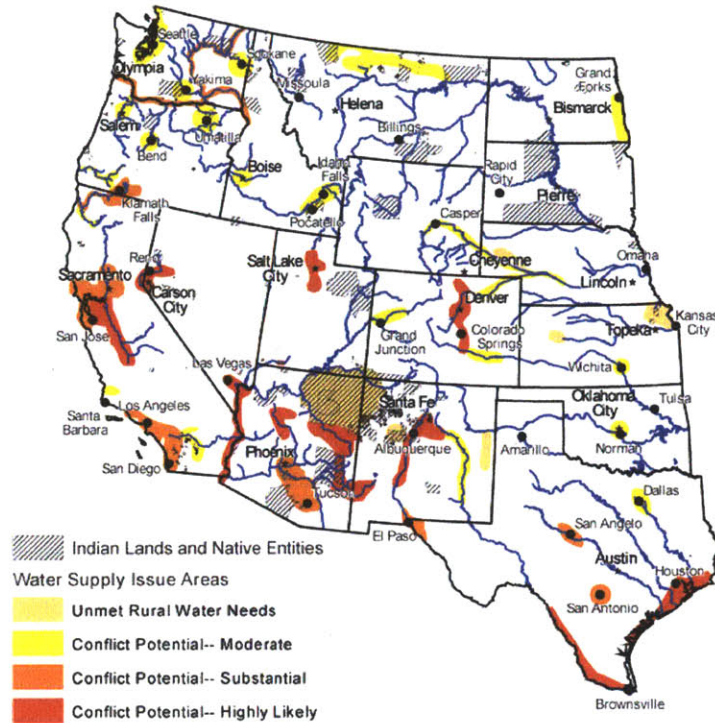 Seattle
Spokane
Olympia
Yakima
Missoula
Grand
Forks
Helena
Bismarck
Salem
Umatilla
Billings
Bend
Boise
Idaho
Falls
Rapid
City
Pierre
Klamath
Falls
Pocatello
Casper
Reno
Salt Lake
City
Cheyenne
Omaha
Sacramento
Lincoln
Carson
City
Denver
Kansas
City
San Jose
Grand
Junction
Colorado
Springs
Topeka
Las Vegas
Wichita
Santa Fe
Oklahoma
City
Tulsa
Santa
Barbara
Los Angeles
Phoenix
Albuquerque
Amarillo
Norman
San Diego
Tucson
Dallas
El Paso
San Angelo
Austin
Houston
San Antonio
Brownsville
Indian Lands and Native Entities
Water Supply Issue Areas
Unmet Rural Water Needs
Conflict Potential-- Moderate
Conflict Potential-- Substantial
Conflict Potential-- Highly Likely